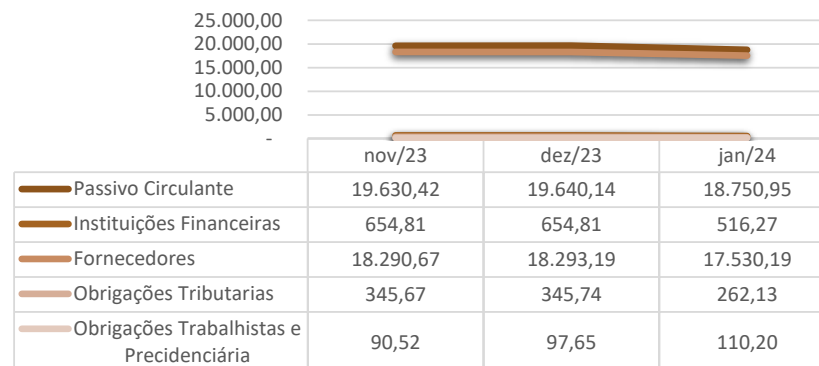 25.000,00
20.000,00
15.000,00
10.000,00
5.000,00
-
nov/23 dez/23 jan/24
Passivo Circulante 19.630,42 19.640,14 18.750,95
Instituições Financeiras 654,81 654,81 516,27
Fornecedores 18.290,67 18.293,19 17.530,19
Obrigações Tributarias 345,67 345,74 262,13
Obrigações Trabalhistas e
Precidenciária 90,52 97,65 110,20